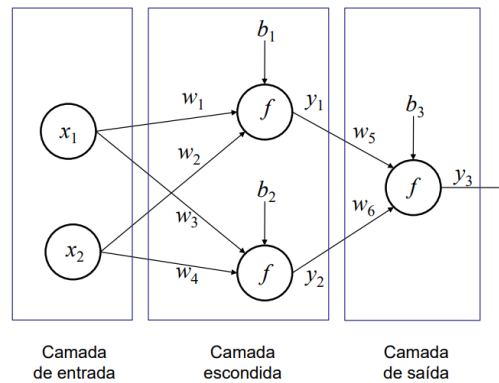 b₁
w₁
f
y₁
x₁
w₂
w₅
b₃
b₂
f
y₃
w₃
w₆
x₂
w₄
f
y₂
Camada
de entrada
Camada
escondida
Camada
de saída